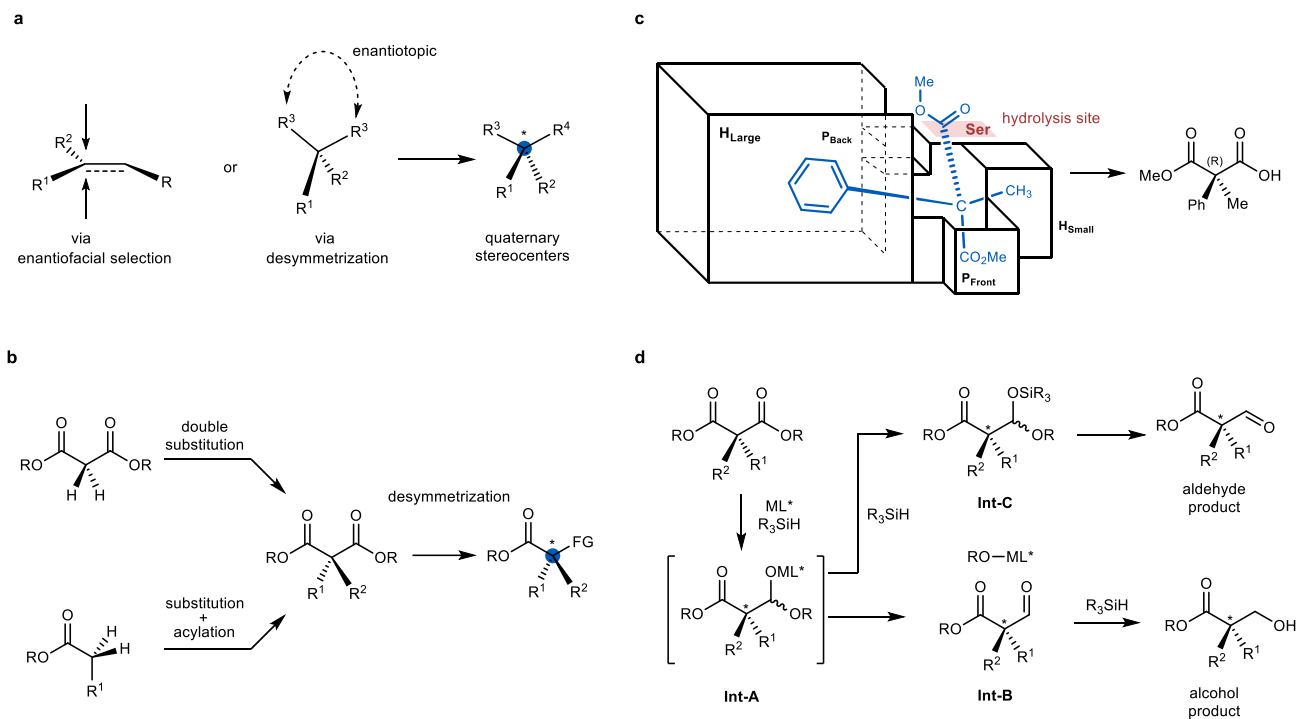 a
enantiotopic
R²
R¹
R
via
enantiofacial selection
or
R³
R³
R²
R¹
via
desymmetrization
R³
*
R⁴
R¹
R²
quaternary
stereocenters
b
O
O
RO
OR
H
H
double
substitution
O
RO
H
H
R¹
substitution
+
acylation
O
O
RO
OR
R¹
R²
desymmetrization
O
*
FG
RO
R¹
R²
c
H_Large
P_Back
Me
O
O
Ser
hydrolysis site
C
CH₃
CO₂Me
P_Front
H_Small
O
O
MeO
(R)
OH
Ph
Me
d
O
O
RO
OR
R²
R¹
ML*
R₃SiH
O
OML*
RO
*
OR
R²
R¹
Int-A
R₃SiH
O
OSiR₃
RO
*
OR
R²
R¹
Int-C
O
RO
*
O
R²
R¹
aldehyde
product
RO—ML*
O
O
RO
*
R²
R¹
Int-B
R₃SiH
O
RO
*
OH
R²
R¹
alcohol
product